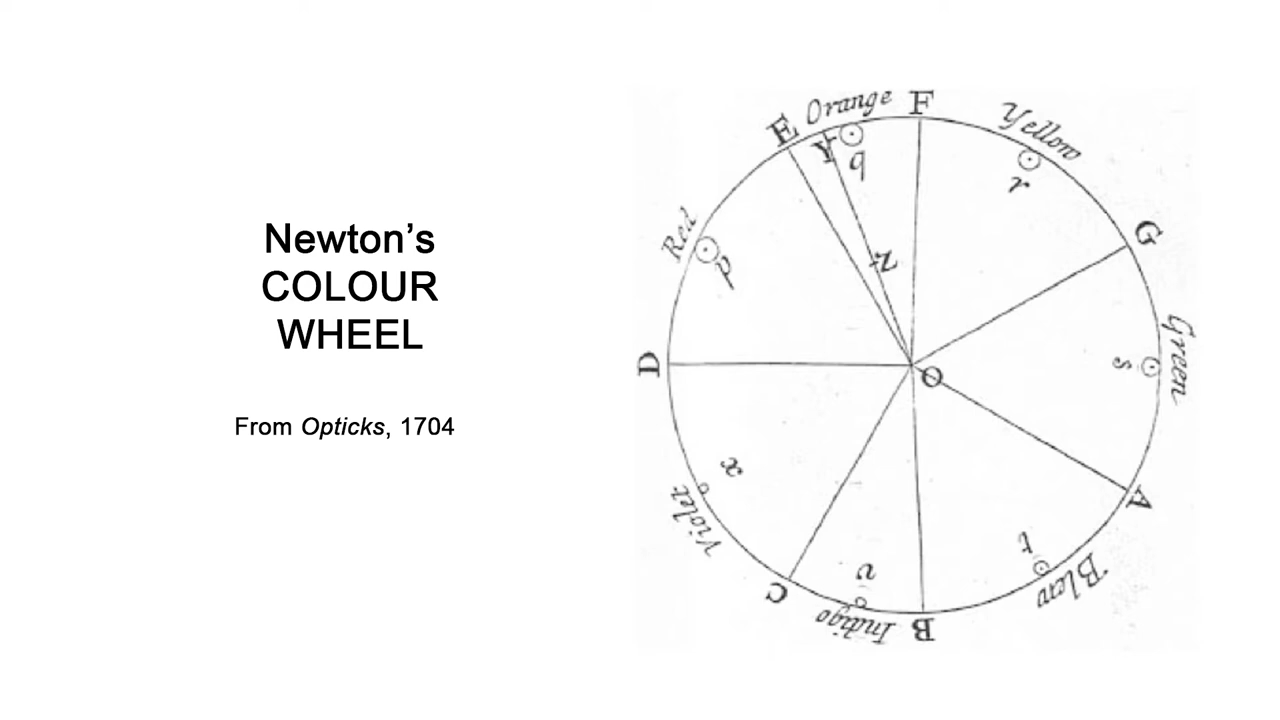 Newton’s
COLOUR
WHEEL
From Opticks, 1704
Orange
F
E
Y
q
Yellow
r
G
Red
p
Z
Green
s
D
O
x
A
Violet
t
Blew
v
C
Indigo
B